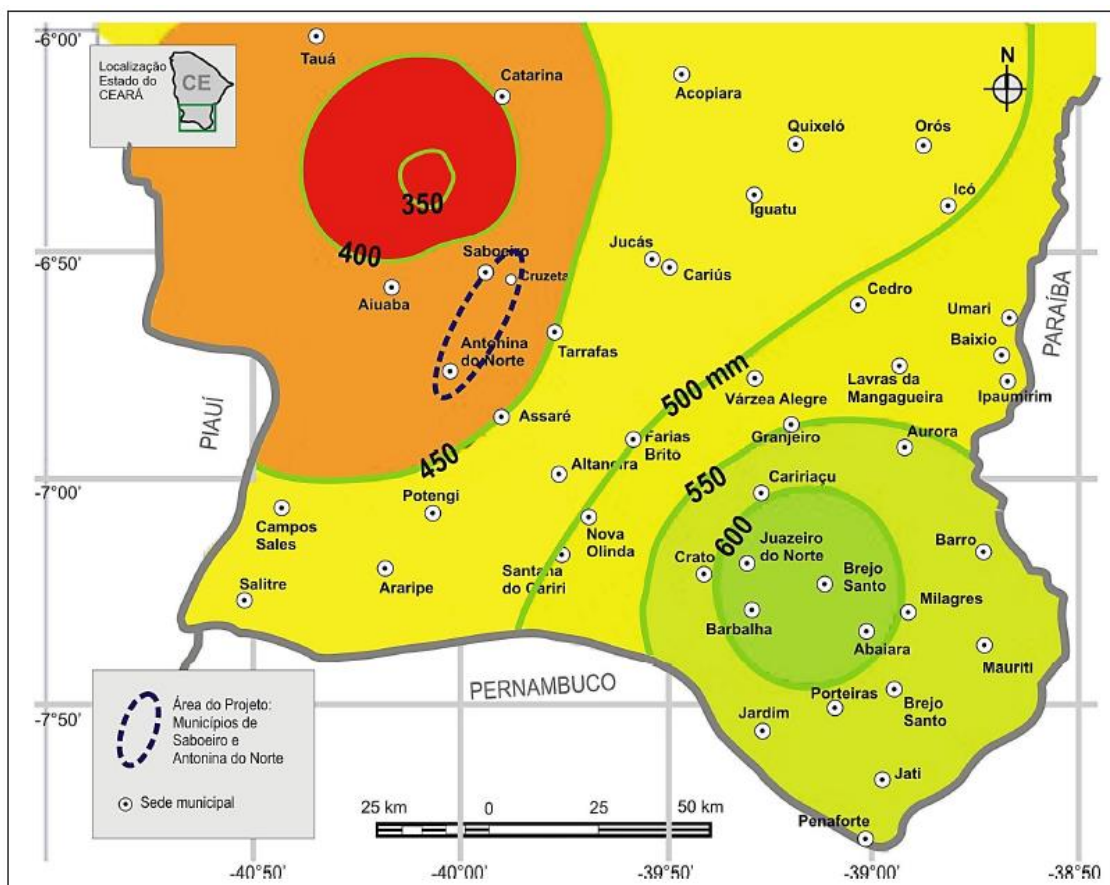 -6°00'
Localização
Estado do
CEARÁ
CE
Tauá
Catarina
Acopiara
N
Quixeló
Orós
Icó
Iguatu
350
400
Saboeiro
Cruzeta
Jucás
Cariús
-6°50'
Aiuaba
Cedro
Umari
PARAÍBA
Antonina
do Norte
Tarrafas
Baixio
500 mm
Várzea Alegre
Lavras da
Mangagueira
Ipaumirim
PIAUÍ
Assaré
Granjeiro
Aurora
Farias
Brito
450
Altaneira
550
-7°00'
Caririaçu
Potengi
Campos
Sales
Nova
Olinda
600
Juazeiro
do Norte
Barro
Crato
Brejo
Santo
Santana
do Cariri
Araripe
Salitre
Milagres
Barbalha
Abaiara
Mauriti
PERNAMBUCO
Porteiras
Brejo
Santo
-7°50'
Jardim
Área do Projeto:
Municípios de
Saboeiro e
Antonina do Norte
Sede municipal
Jati
25 km
0
25
50 km
Penaforte
-40°50'
-40°00'
-39°50'
-39°00'
-38°50'